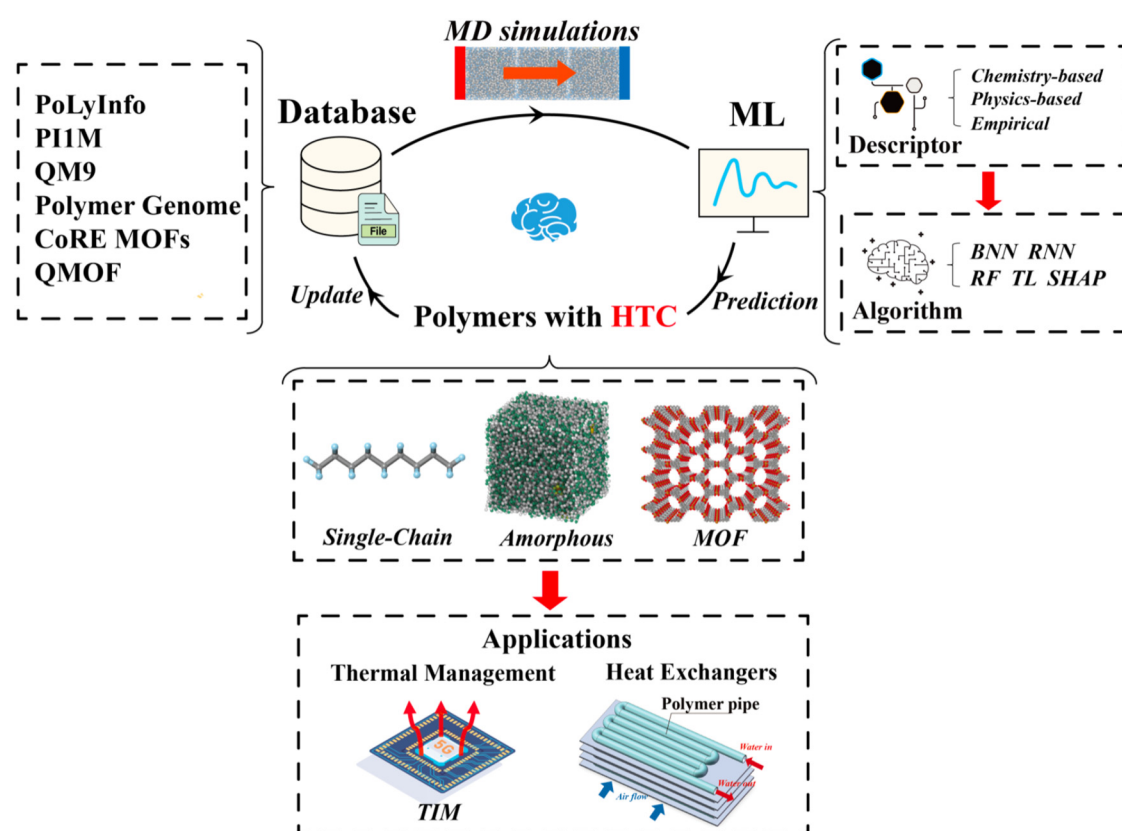 MD simulations
PoLyInfo
PI1M
QM9
Polymer Genome
CoRE MOFs
QMOF
Database
File
ML
Descriptor
Chemistry-based
Physics-based
Empirical
Algorithm
BNN RNN
RF TL SHAP
Update
Prediction
Polymers with HTC
Single-Chain
Amorphous
MOF
Applications
Thermal Management
5G
TIM
Heat Exchangers
Polymer pipe
Water in
Water out
Air flow